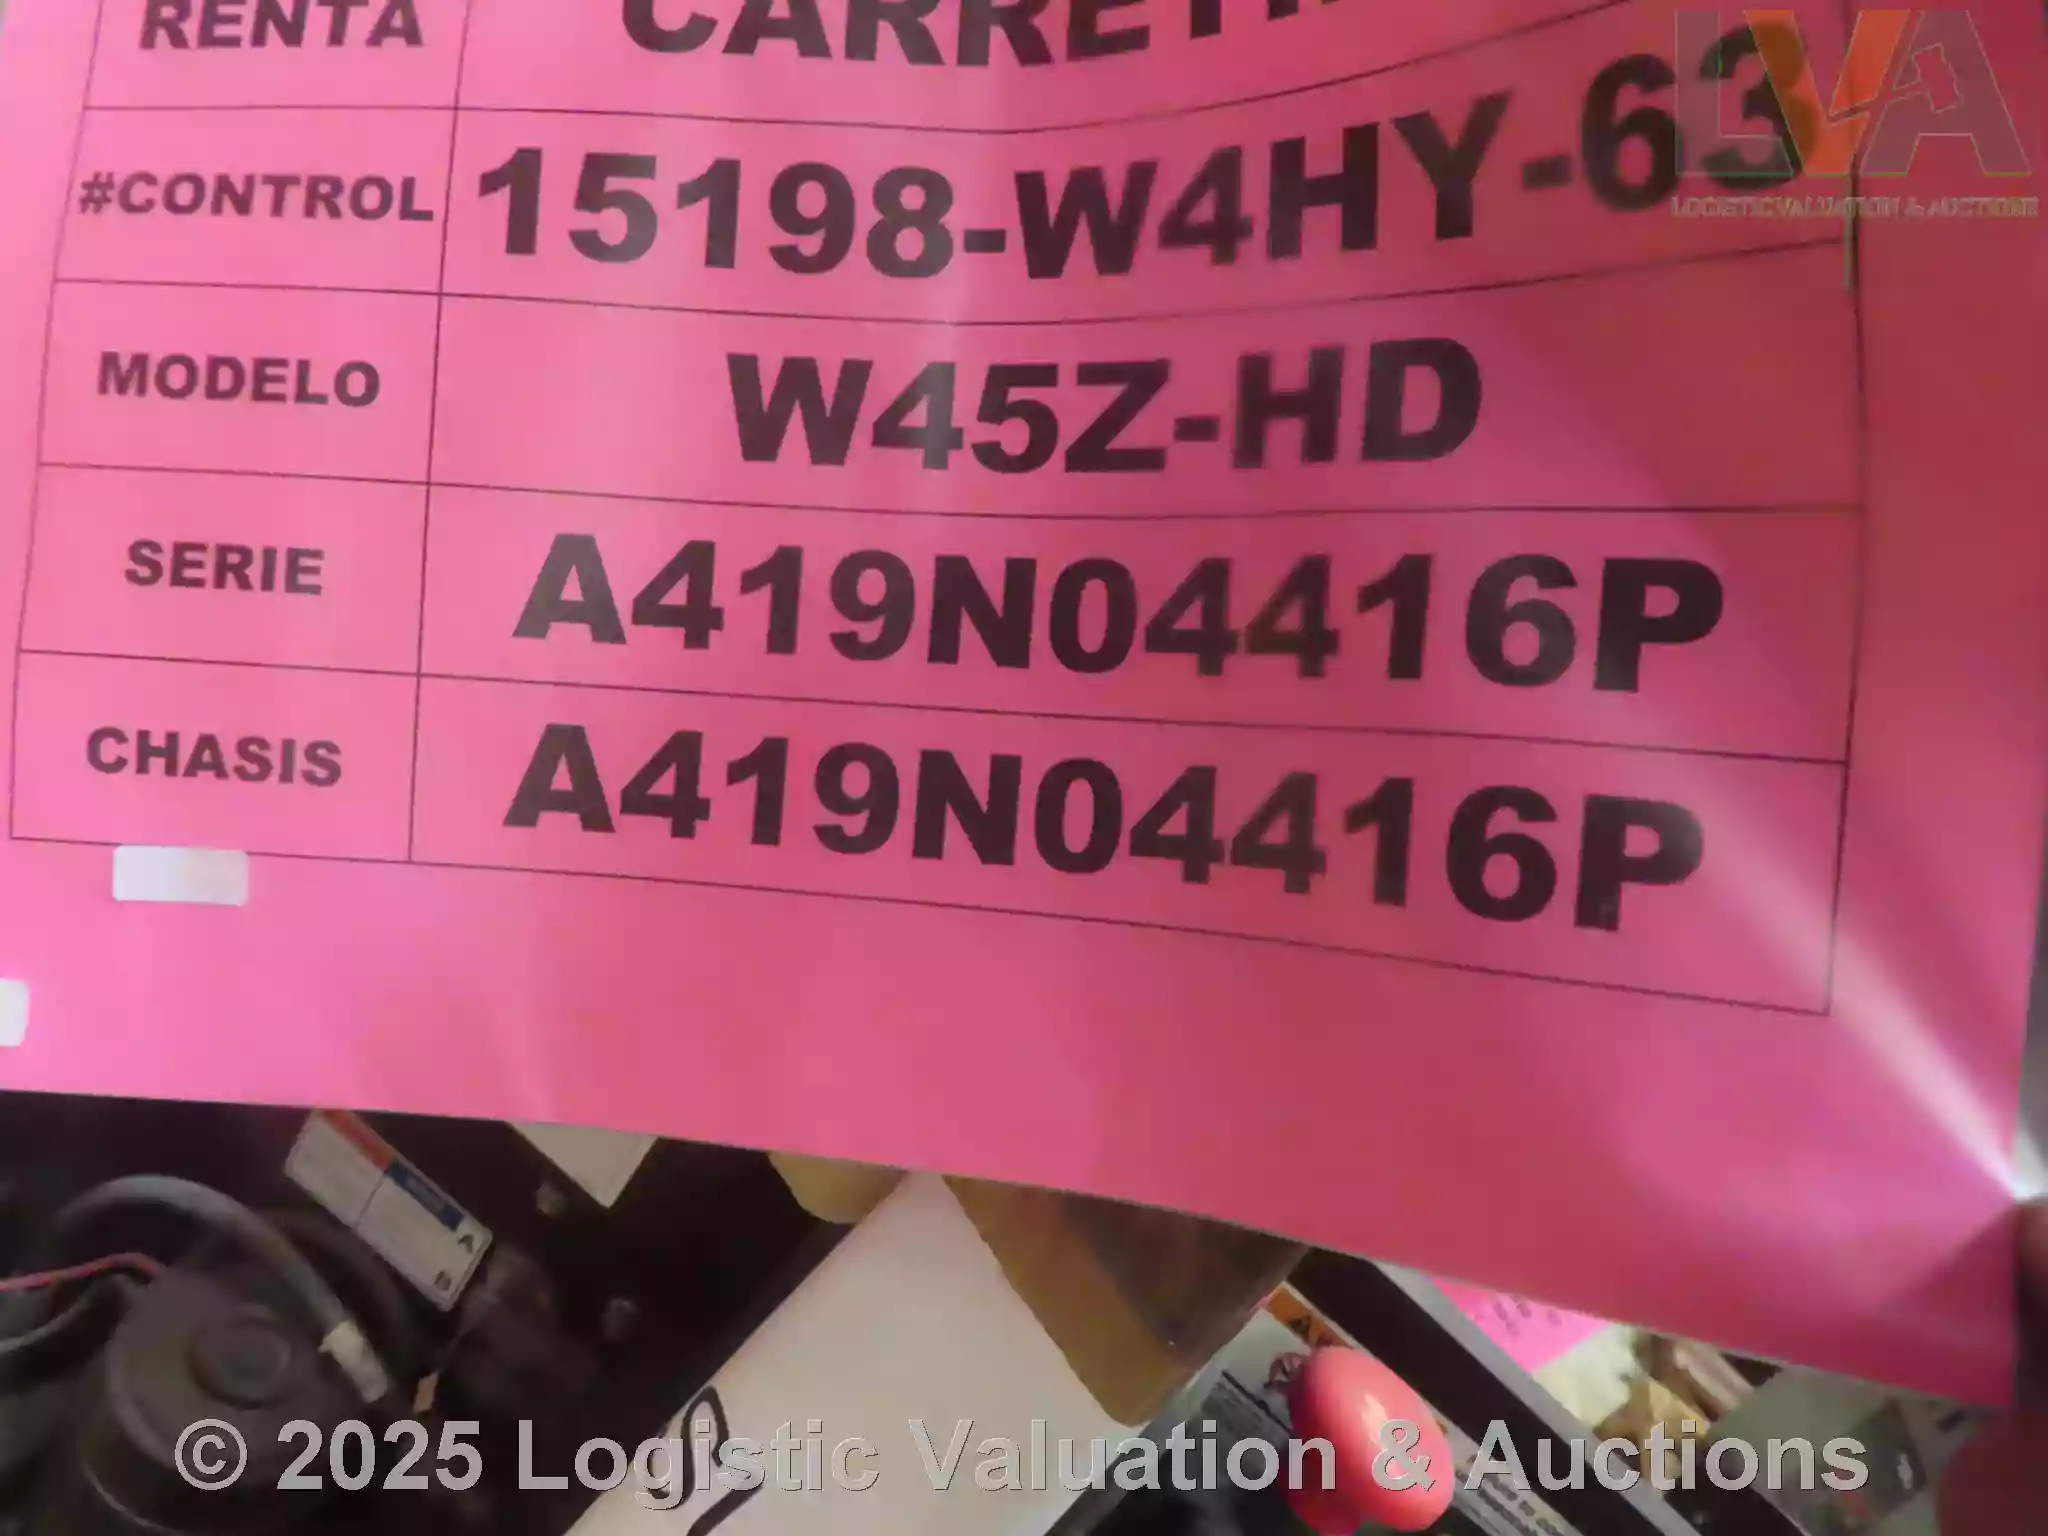 RENTA
#CONTROL 15198-W4HY-63
MODELO W45Z-HD
SERIE A419N04416P
CHASIS A419N04416P
LVA
LOGISTIC VALUATION & AUCTIONS
A
B
© 2025 Logistic Valuation & Auctions